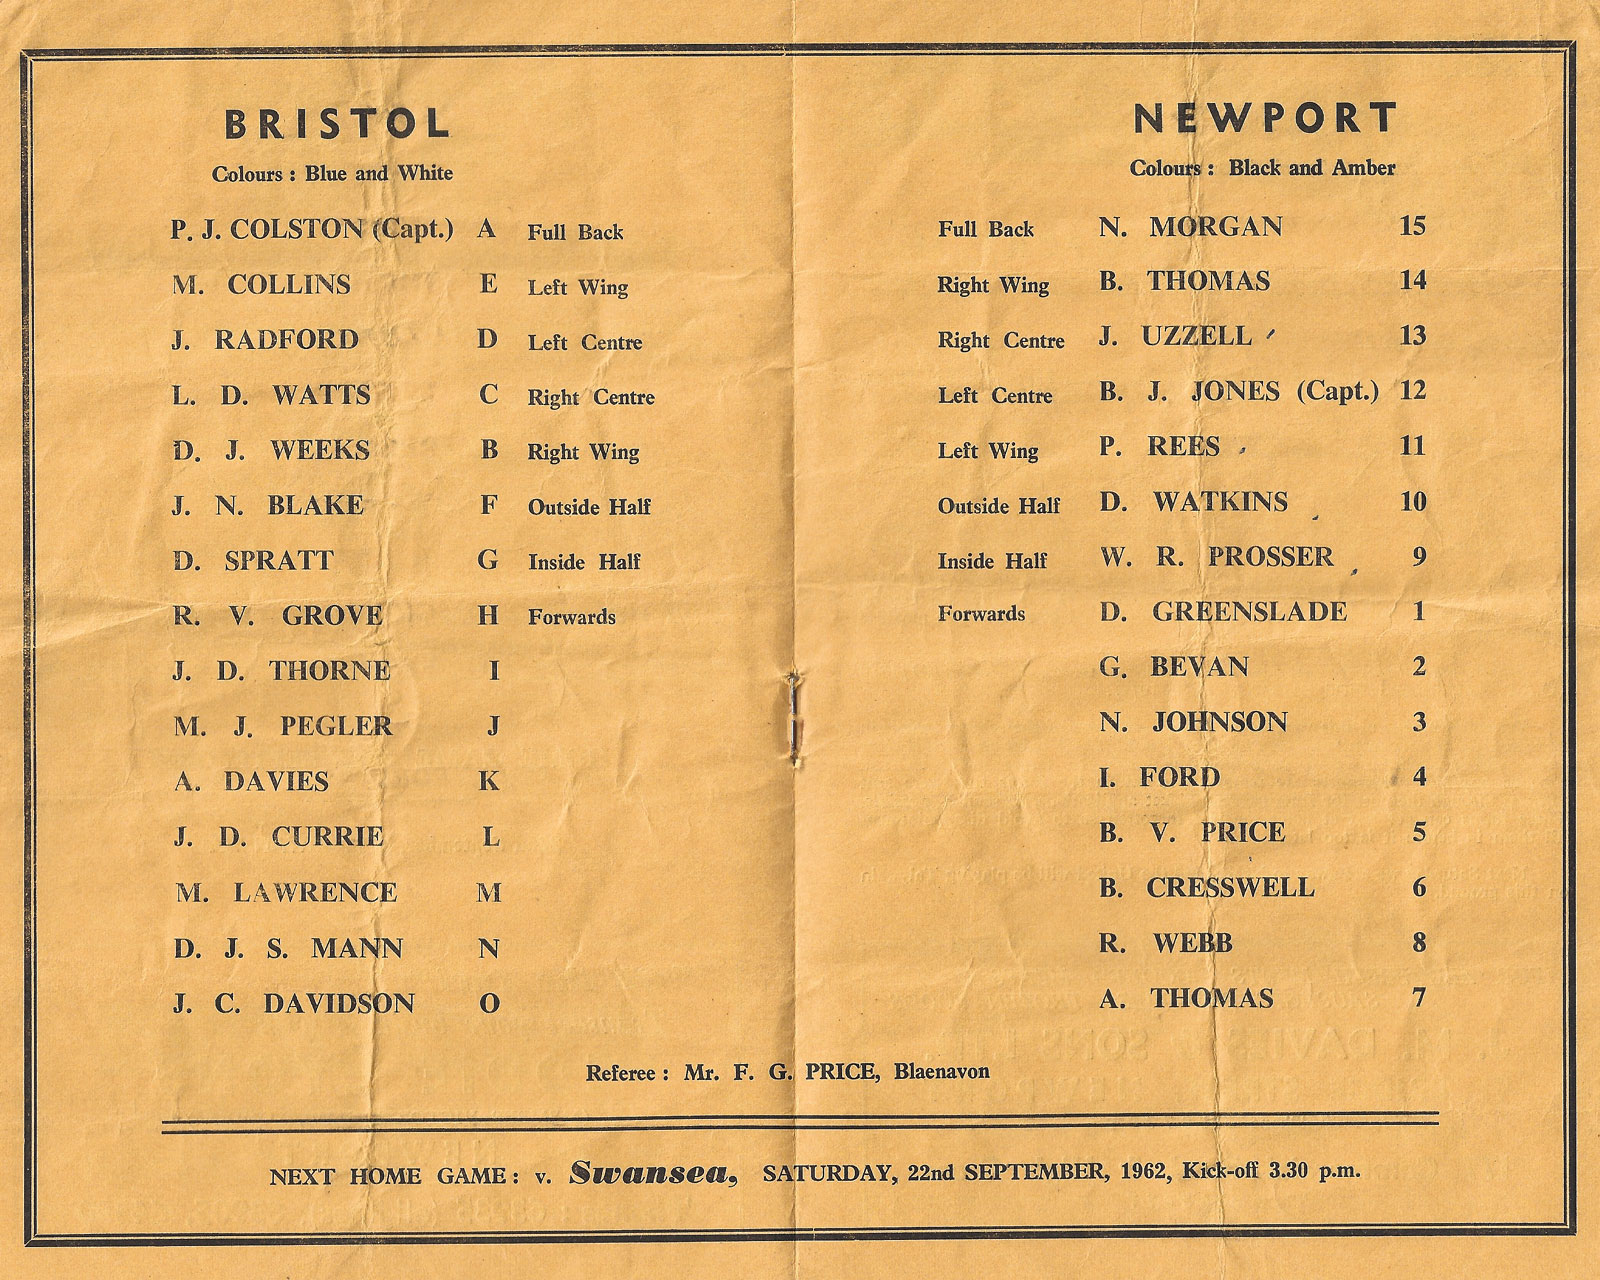 BRISTOL
Colours : Blue and White
P. J. COLSTON (Capt.) A Full Back
M. COLLINS E Left Wing
J. RADFORD D Left Centre
L. D. WATTS C Right Centre
D. J. WEEKS B Right Wing
J. N. BLAKE F Outside Half
D. SPRATT G Inside Half
R. V. GROVE H Forwards
J. D. THORNE I
M. J. PEGLER J
A. DAVIES K
J. D. CURRIE L
M. LAWRENCE M
D. J. S. MANN N
J. C. DAVIDSON O
NEWPORT
Colours : Black and Amber
Full Back N. MORGAN 15
Right Wing B. THOMAS 14
Right Centre J. UZZELL 13
Left Centre B. J. JONES (Capt.) 12
Left Wing P. REES 11
Outside Half D. WATKINS 10
Inside Half W. R. PROSSER 9
Forwards D. GREENSLADE 1
G. BEVAN 2
N. JOHNSON 3
I. FORD 4
B. V. PRICE 5
B. CRESSWELL 6
R. WEBB 8
A. THOMAS 7
Referee : Mr. F. G. PRICE, Blaenavon
NEXT HOME GAME : v. Swansea, SATURDAY, 22nd SEPTEMBER, 1962, Kick-off 3.30 p.m.